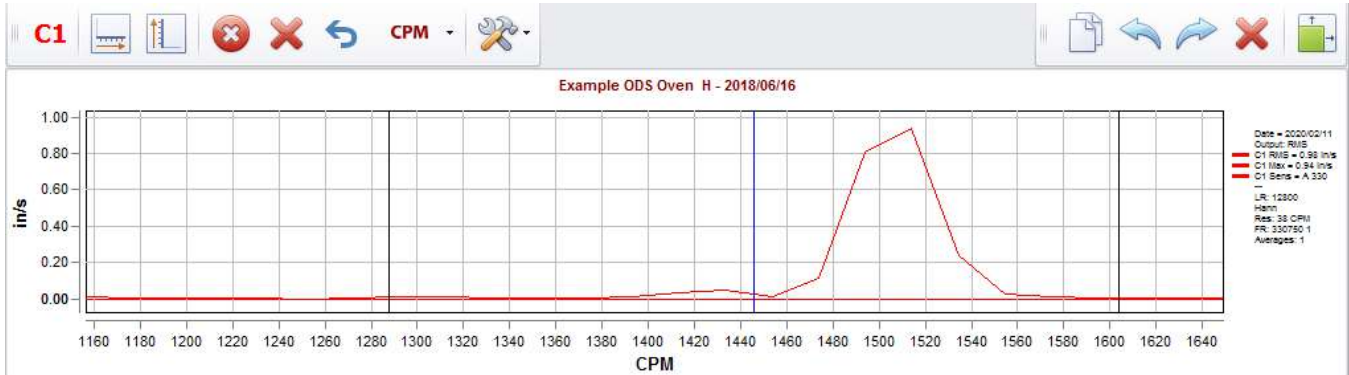 C1 CPM
Example ODS Oven H - 2018/06/16
1.00
0.80
0.60
0.40
0.20
0.00
in/s
1160 1180 1200 1220 1240 1260 1280 1300 1320 1340 1360 1380 1400 1420 1440 1460 1480 1500 1520 1540 1560 1580 1600 1620 1640
CPM
Date = 2020/02/11
Output: RMS
C1 RMS = 0.98 in/s
C1 Max = 0.94 in/s
C1 Sens = A 330
---
LR: 12800
Hann
Res: 38 CPM
FR: 330750 1
Averages: 1